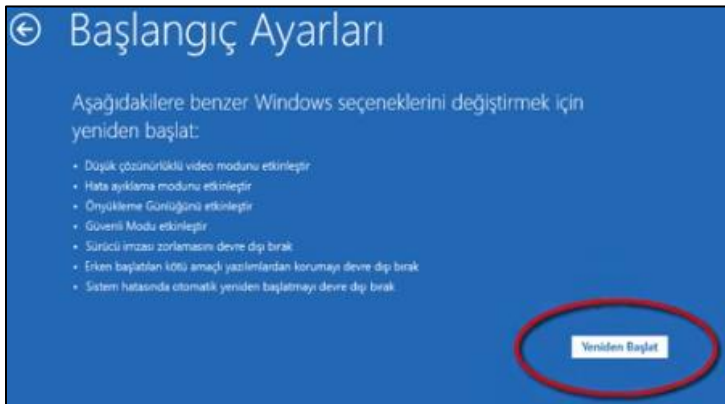 Başlangıç Ayarları
Aşağıdakilere benzer Windows seçeneklerini değiştirmek için
yeniden başlat:
• Düşük çözünürlüklü video modunu etkinleştir
• Hata ayıklama modunu etkinleştir
• Önyükleme Günlüğünü etkinleştir
• Güvenli Modu etkinleştir
• Sürücü imzası zorlamasını devre dışı bırak
• Erken başlatılan kötü amaçlı yazılımlardan korumayı devre dışı bırak
• Sistem hatasında otomatik yeniden başlatmayı devre dışı bırak
Yeniden Başlat